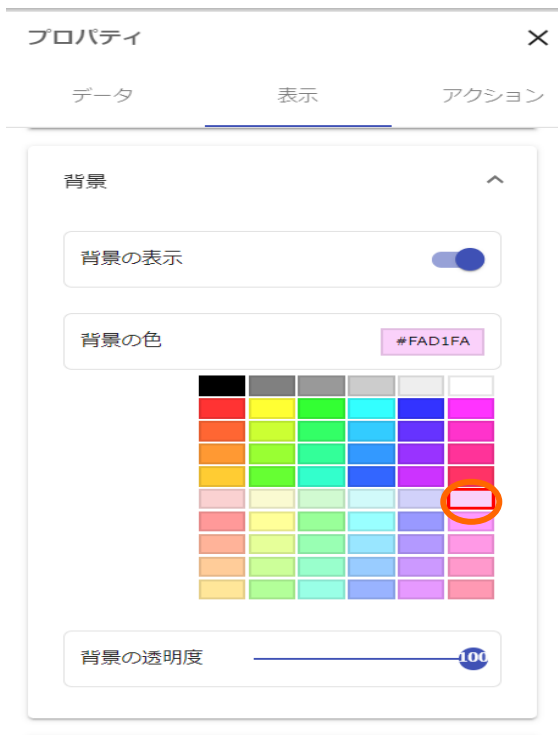 プロパティ
データ 表示 アクション
背景
背景の表示
背景の色 #FAD1FA
背景の透明度 100